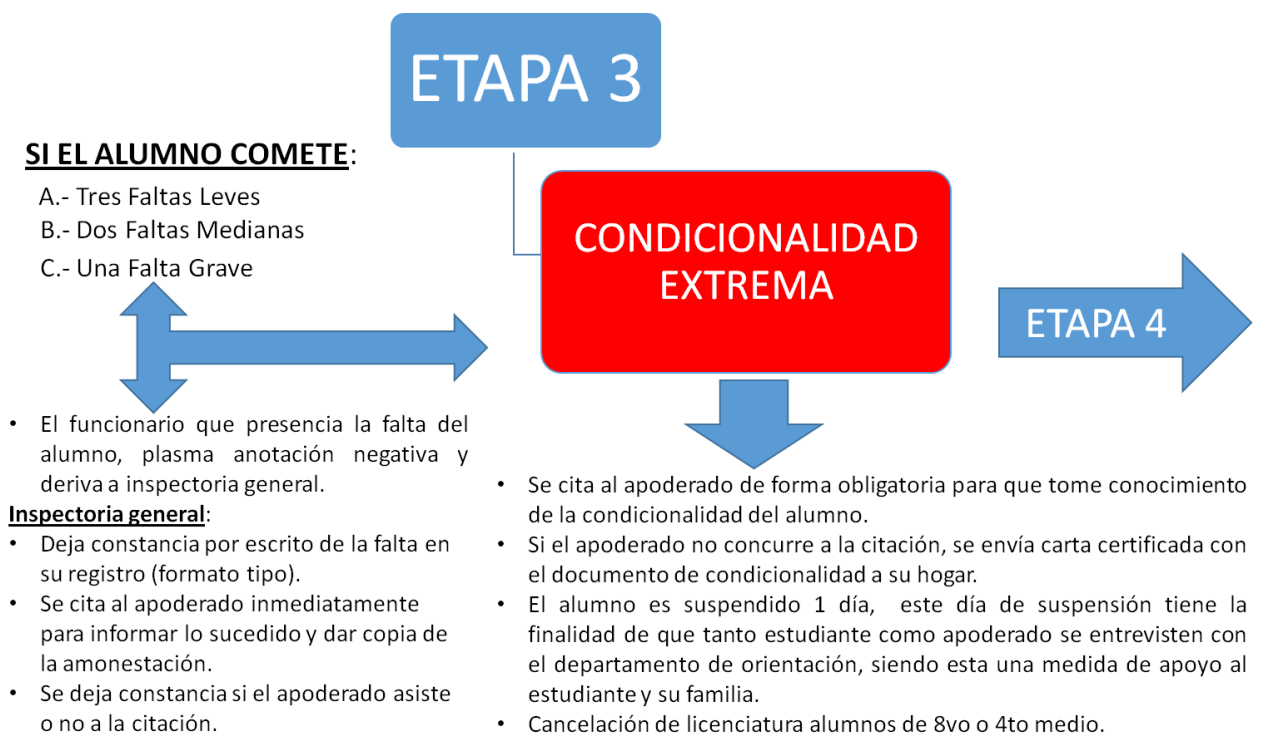 ETAPA 3
SI EL ALUMNO COMETE:
A.- Tres Faltas Leves
B.- Dos Faltas Medianas
C.- Una Falta Grave
CONDICIONALIDAD
EXTREMA
ETAPA 4
• El funcionario que presencia la falta del
alumno, plasma anotación negativa y
deriva a inspectoria general.
Inspectoria general:
• Deja constancia por escrito de la falta en
su registro (formato tipo).
• Se cita al apoderado inmediatamente
para informar lo sucedido y dar copia de
la amonestación.
• Se deja constancia si el apoderado asiste
o no a la citación.
• Se cita al apoderado de forma obligatoria para que tome conocimiento
de la condicionalidad del alumno.
• Si el apoderado no concurre a la citación, se envía carta certificada con
el documento de condicionalidad a su hogar.
• El alumno es suspendido 1 día, este día de suspensión tiene la
finalidad de que tanto estudiante como apoderado se entrevisten con
el departamento de orientación, siendo esta una medida de apoyo al
estudiante y su familia.
• Cancelación de licenciatura alumnos de 8vo o 4to medio.